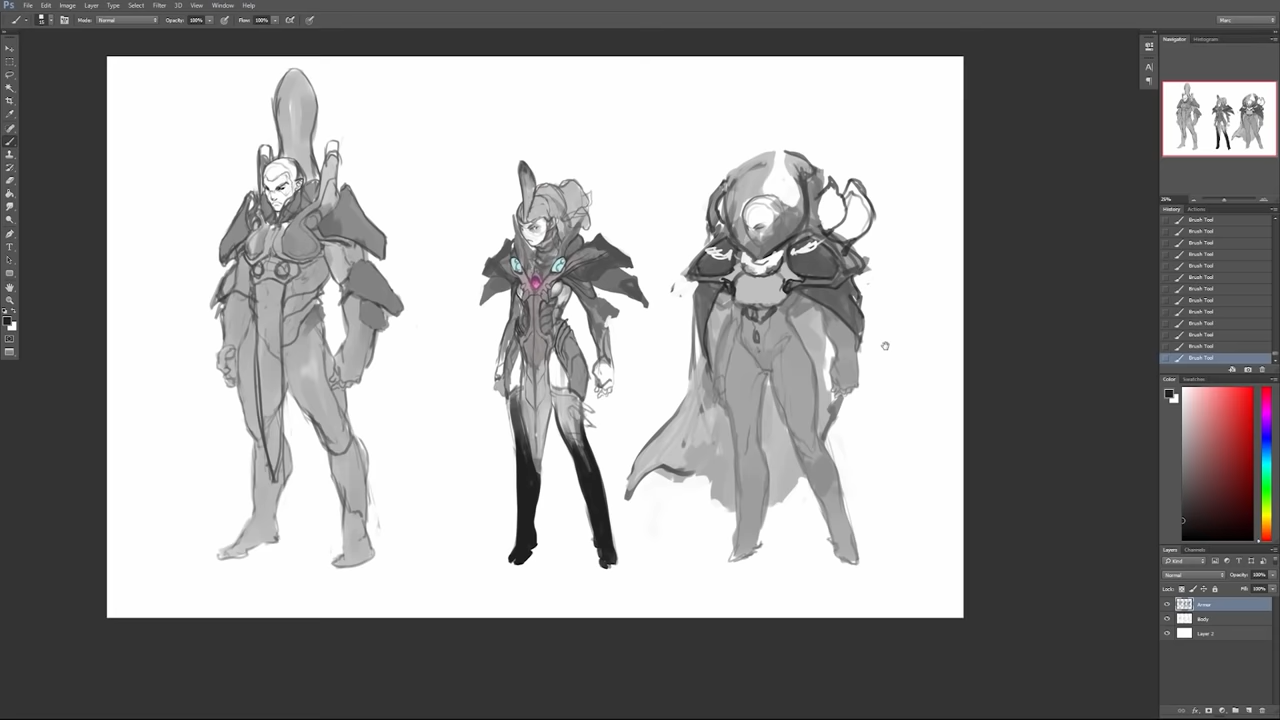 Ps File Edit Image Layer Type Select Filter 3D View Window Help
Mode: Normal Opacity: 100% Flow: 100% Marc
Navigator Histogram
History Actions
Brush Tool
Brush Tool
Brush Tool
Brush Tool
Brush Tool
Brush Tool
Brush Tool
Brush Tool
Brush Tool
Brush Tool
Brush Tool
Brush Tool
Brush Tool
Color Swatches
Layers Channels
Kind
Normal Opacity: 100%
Lock: Fill: 100%
Armor
Body
Layer 2